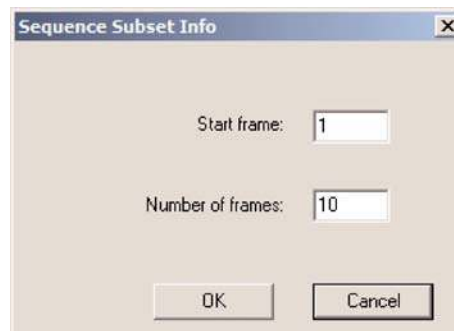 Sequence Subset Info
Start frame: 1
Number of frames: 10
OK Cancel